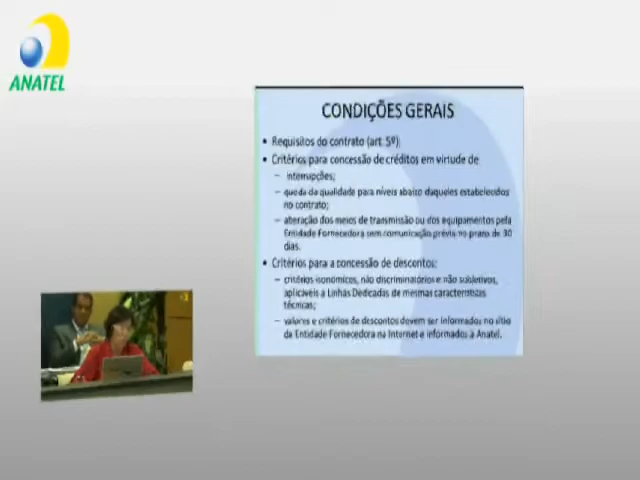 ANATEL
CONDIÇÕES GERAIS
• Requisitos do contrato (art. 5º)
• Critérios para concessão de créditos em virtude de
– interrupções;
– queda da qualidade para níveis abaixo daqueles estabelecidos
no contrato;
– alteração dos meios de transmissão ou dos equipamentos pela
Entidade Fornecedora sem comunicação prévia no prazo de 30
dias.
• Critérios para a concessão de descontos:
– critérios isonômicos, não discriminatórios e não subjetivos,
aplicáveis a Linhas Dedicadas de mesmas características
técnicas;
– valores e critérios de descontos devem ser informados no sítio
da Entidade Fornecedora na Internet e informados à Anatel.